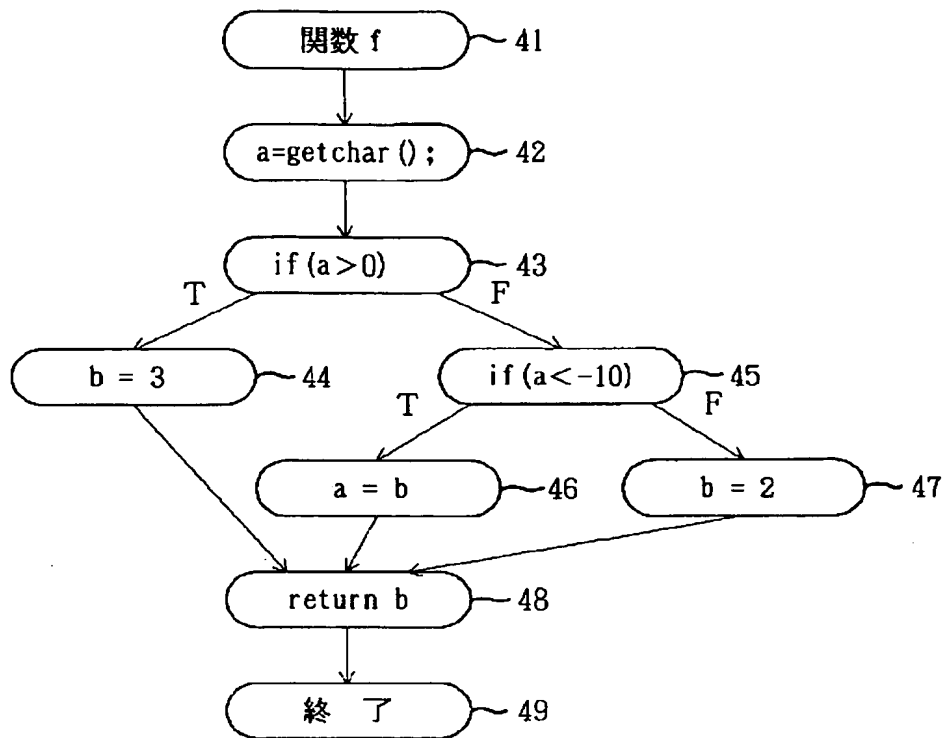 関数 f 41
a=getchar(); 42
if(a>0) 43
T F
b = 3 44
if(a<-10) 45
T F
a = b 46
b = 2 47
return b 48
終 了 49